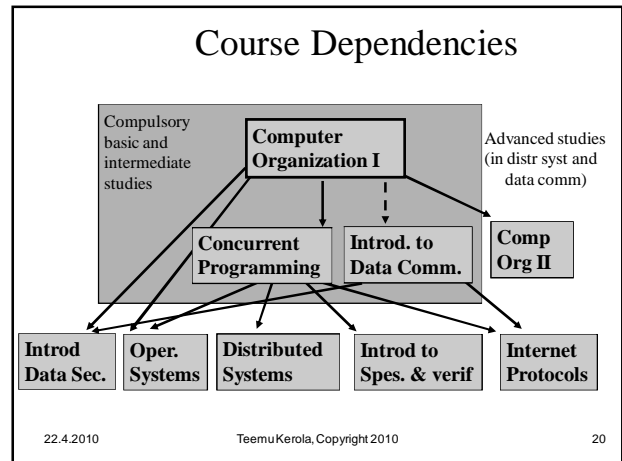 Course Dependencies
Compulsory
basic and
intermediate
studies
Computer
Organization I
Advanced studies
(in distr syst and
data comm)
Concurrent
Programming
Introd. to
Data Comm.
Comp
Org II
Introd
Data Sec.
Oper.
Systems
Distributed
Systems
Introd to
Spes. & verif
Internet
Protocols
22.4.2010
Teemu Kerola, Copyright 2010
20